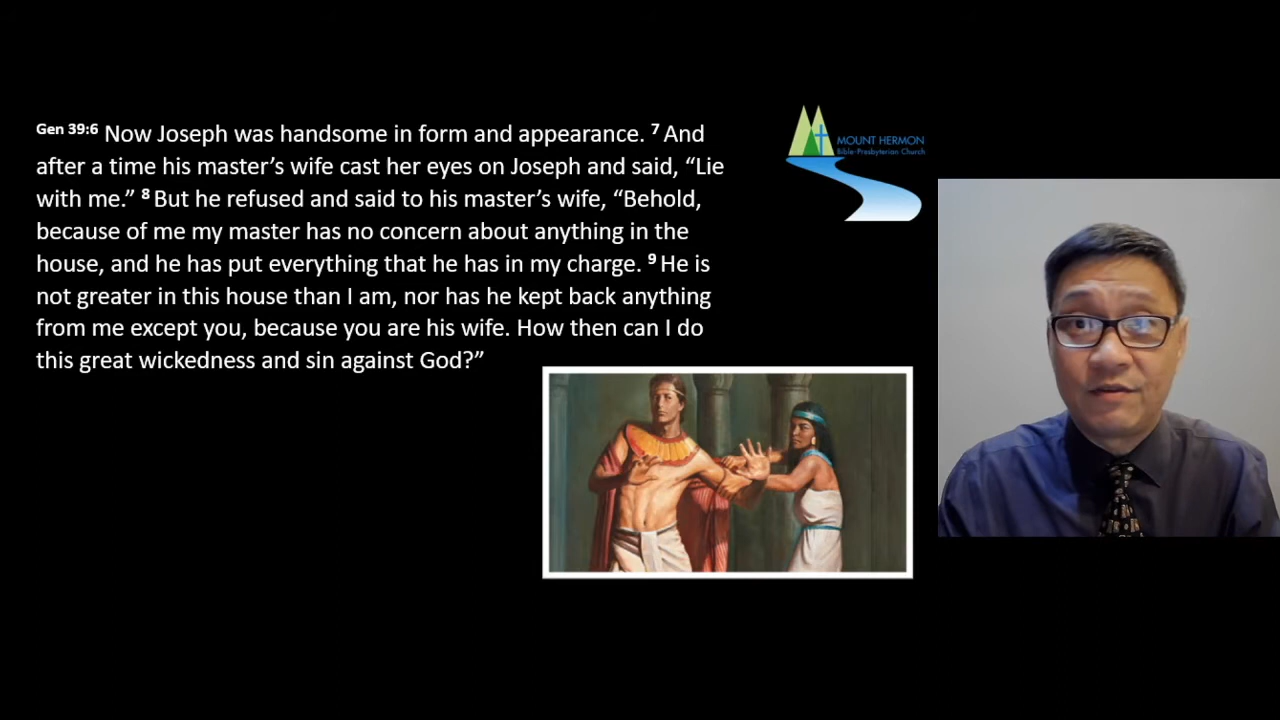 Gen 39:6 Now Joseph was handsome in form and appearance. 7 And
after a time his master’s wife cast her eyes on Joseph and said, “Lie
with me.” 8 But he refused and said to his master’s wife, “Behold,
because of me my master has no concern about anything in the
house, and he has put everything that he has in my charge. 9 He is
not greater in this house than I am, nor has he kept back anything
from me except you, because you are his wife. How then can I do
this great wickedness and sin against God?”
MOUNT HERMON
Bible-Presbyterian Church